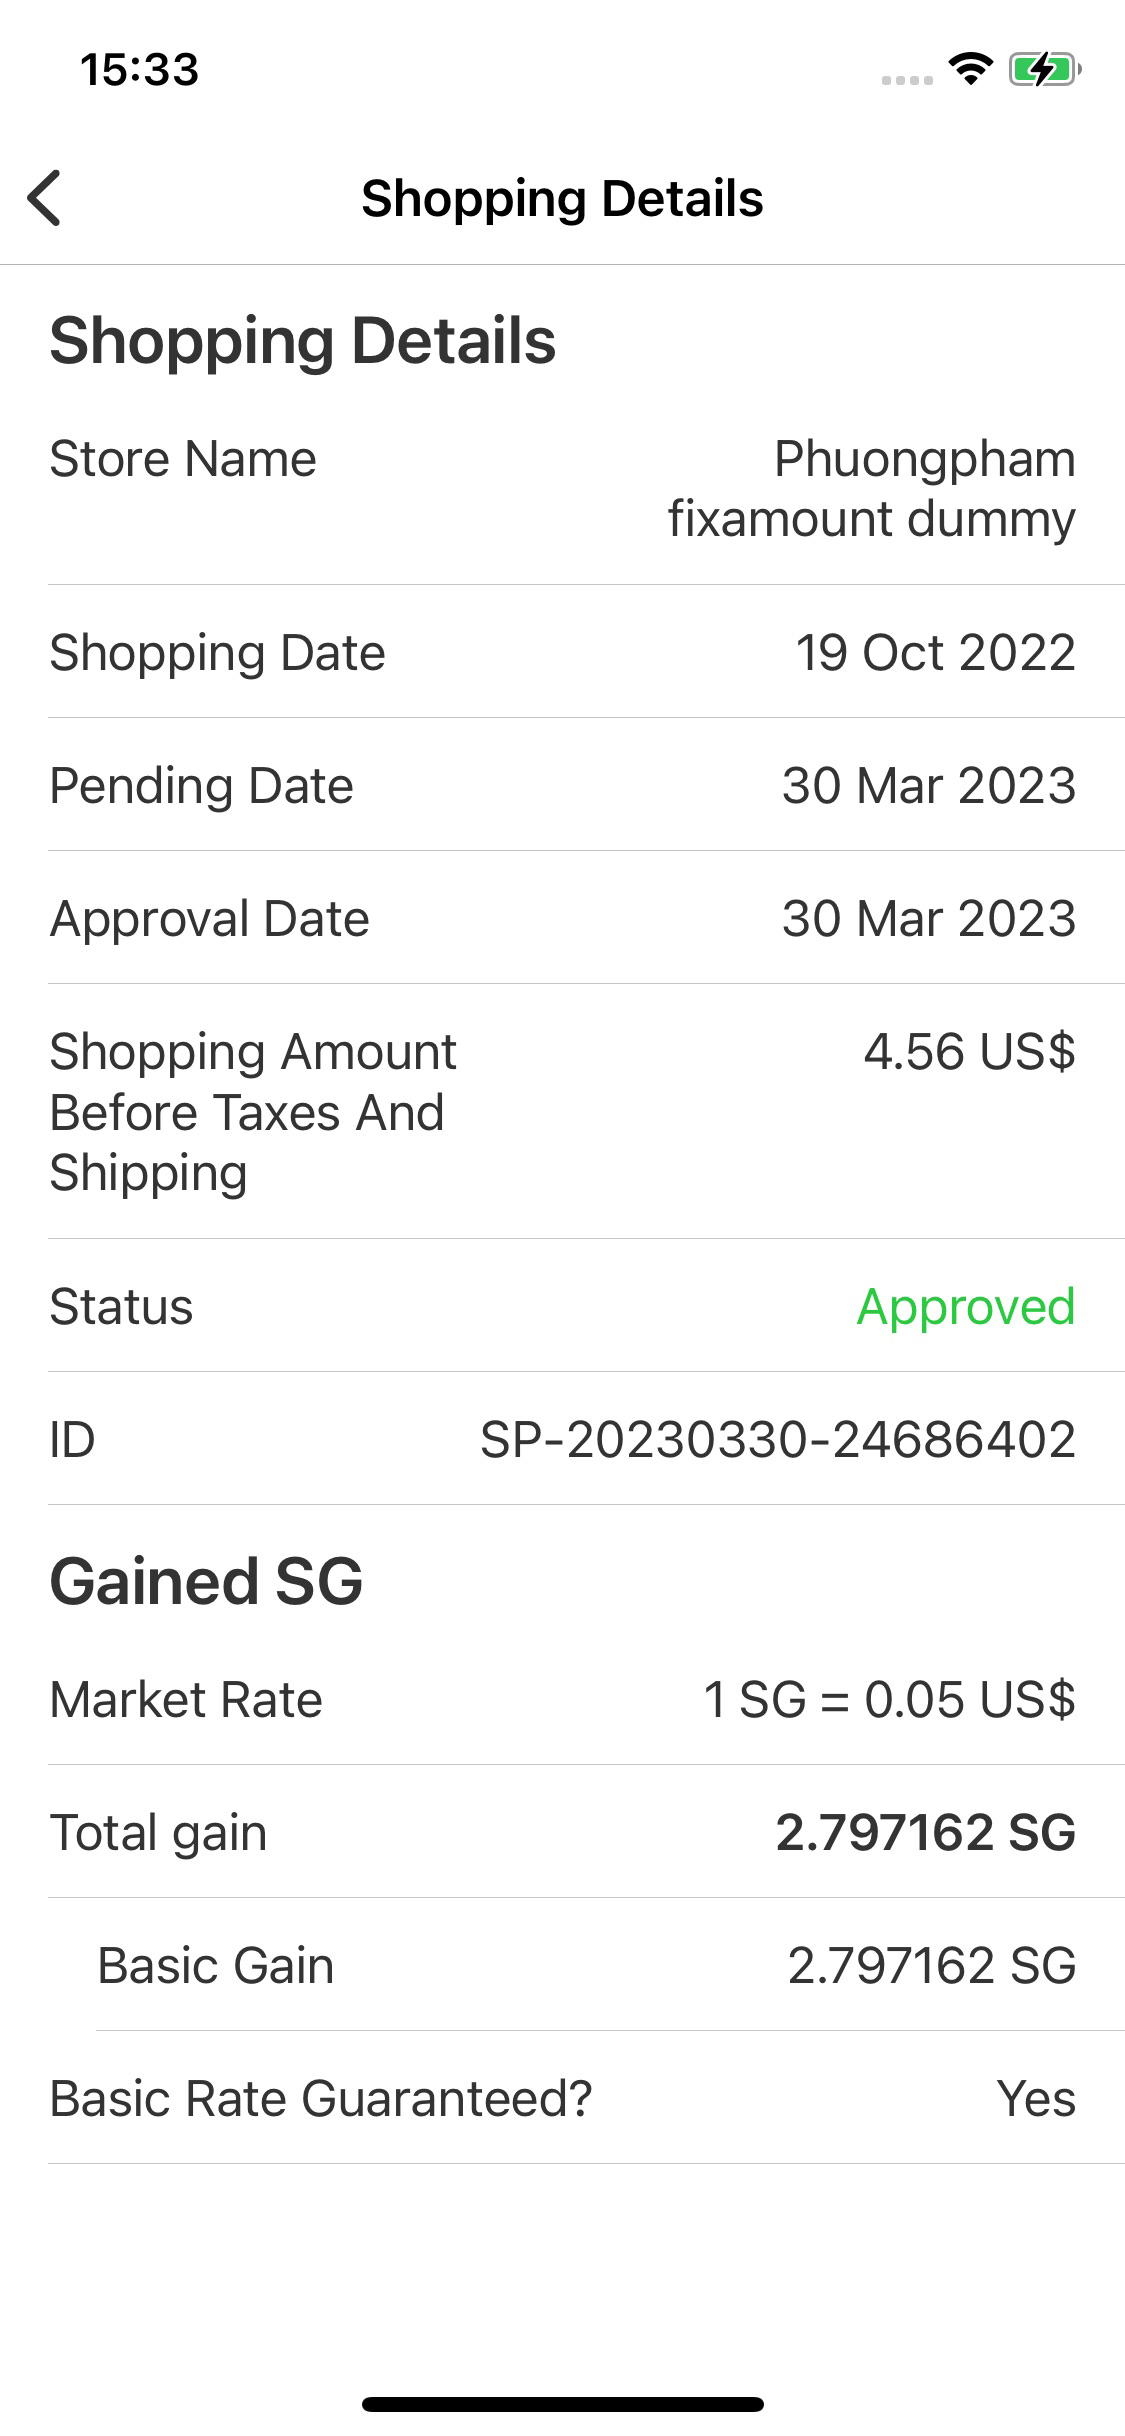 15:33
Shopping Details
Shopping Details
Store Name
Phuongpham
fixamount dummy
Shopping Date
19 Oct 2022
Pending Date
30 Mar 2023
Approval Date
30 Mar 2023
Shopping Amount
Before Taxes And
Shipping
4.56 US$
Status
Approved
ID
SP-20230330-24686402
Gained SG
Market Rate
1 SG = 0.05 US$
Total gain
2.797162 SG
Basic Gain
2.797162 SG
Basic Rate Guaranteed?
Yes